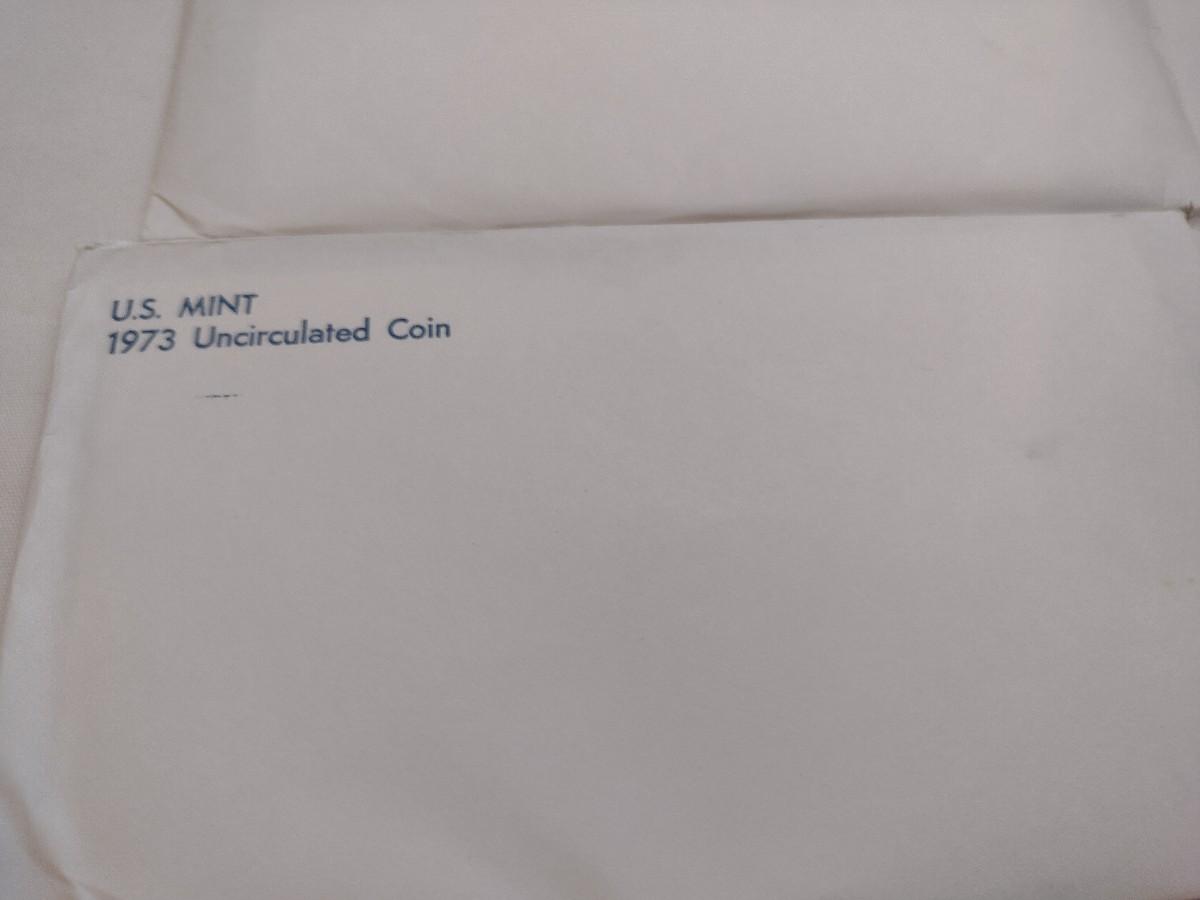 U.S. MINT
1973 Uncirculated Coin